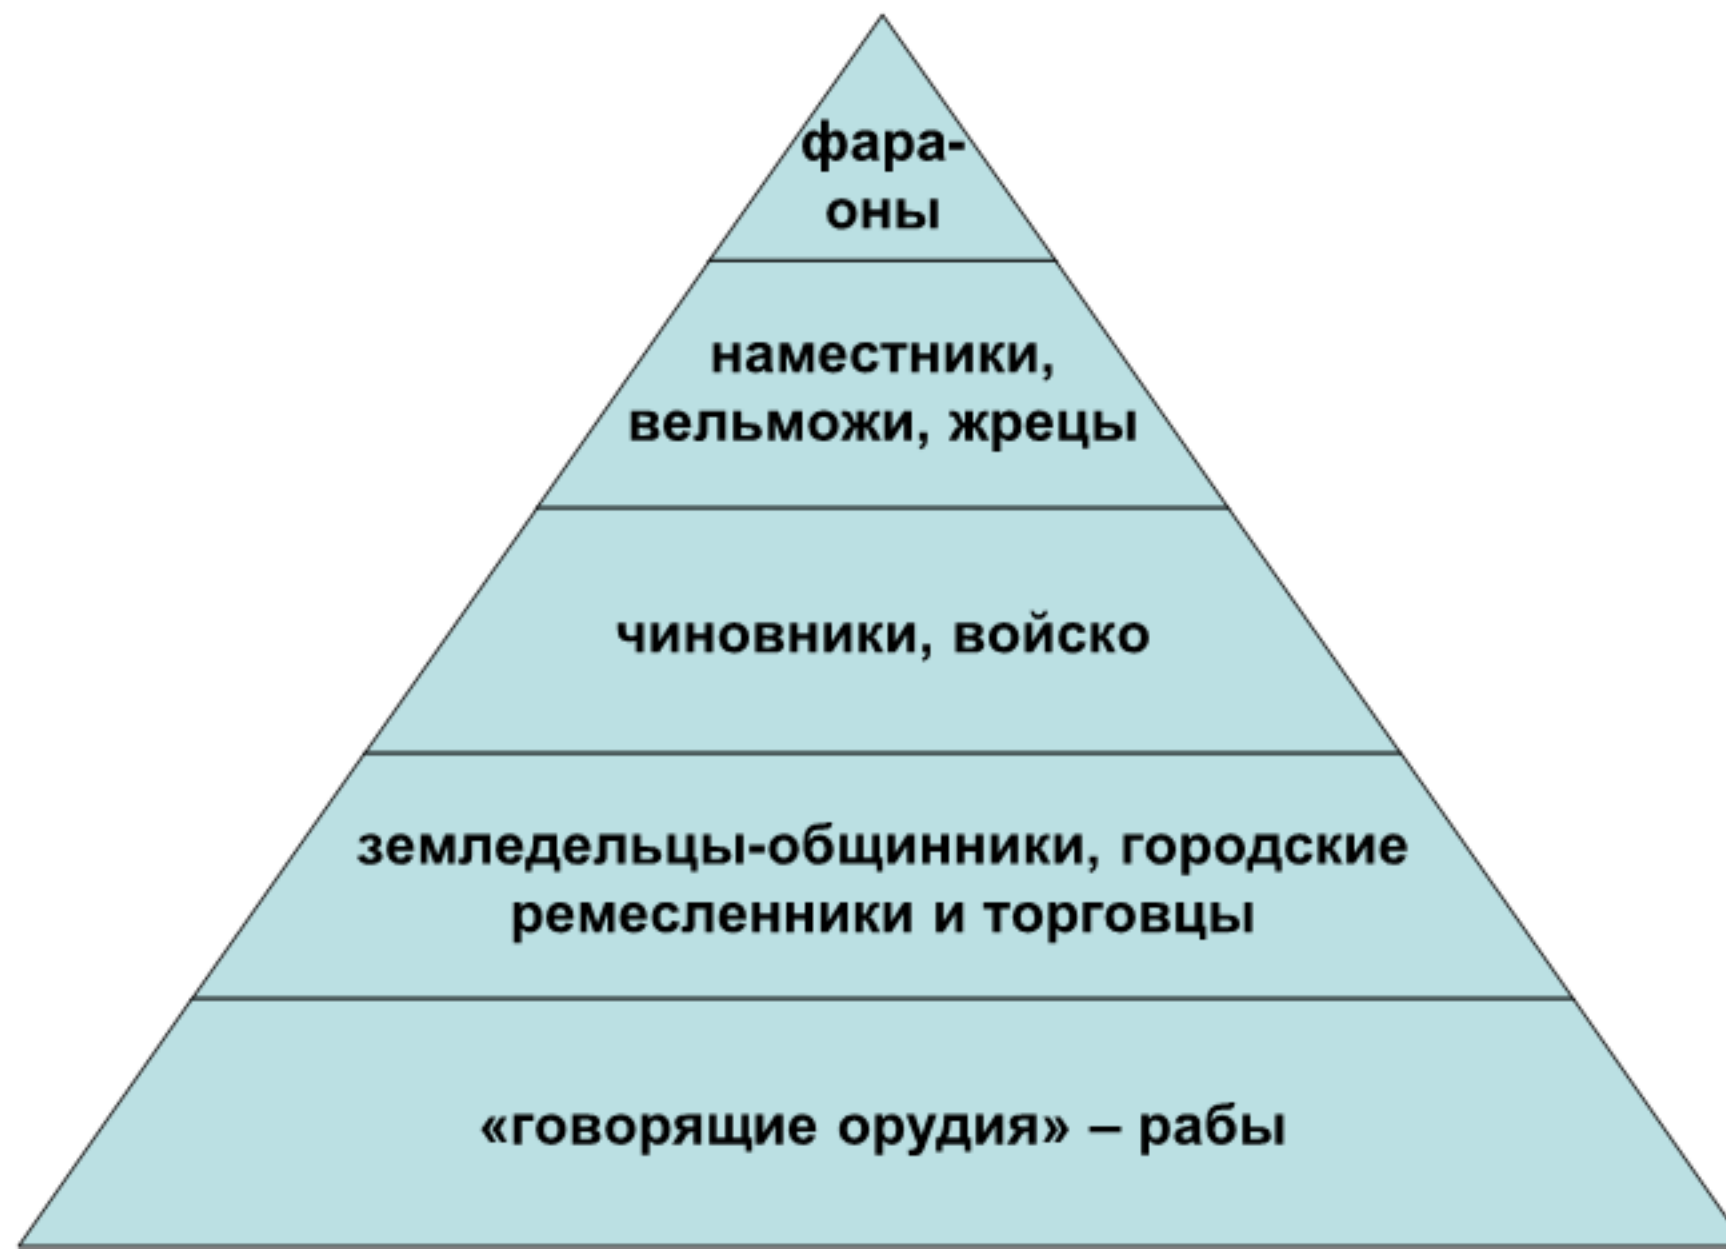 фара-
оны
наместники,
вельможи, жрецы
чиновники, войско
земледельцы-общинники, городские
ремесленники и торговцы
«говорящие орудия» – рабы